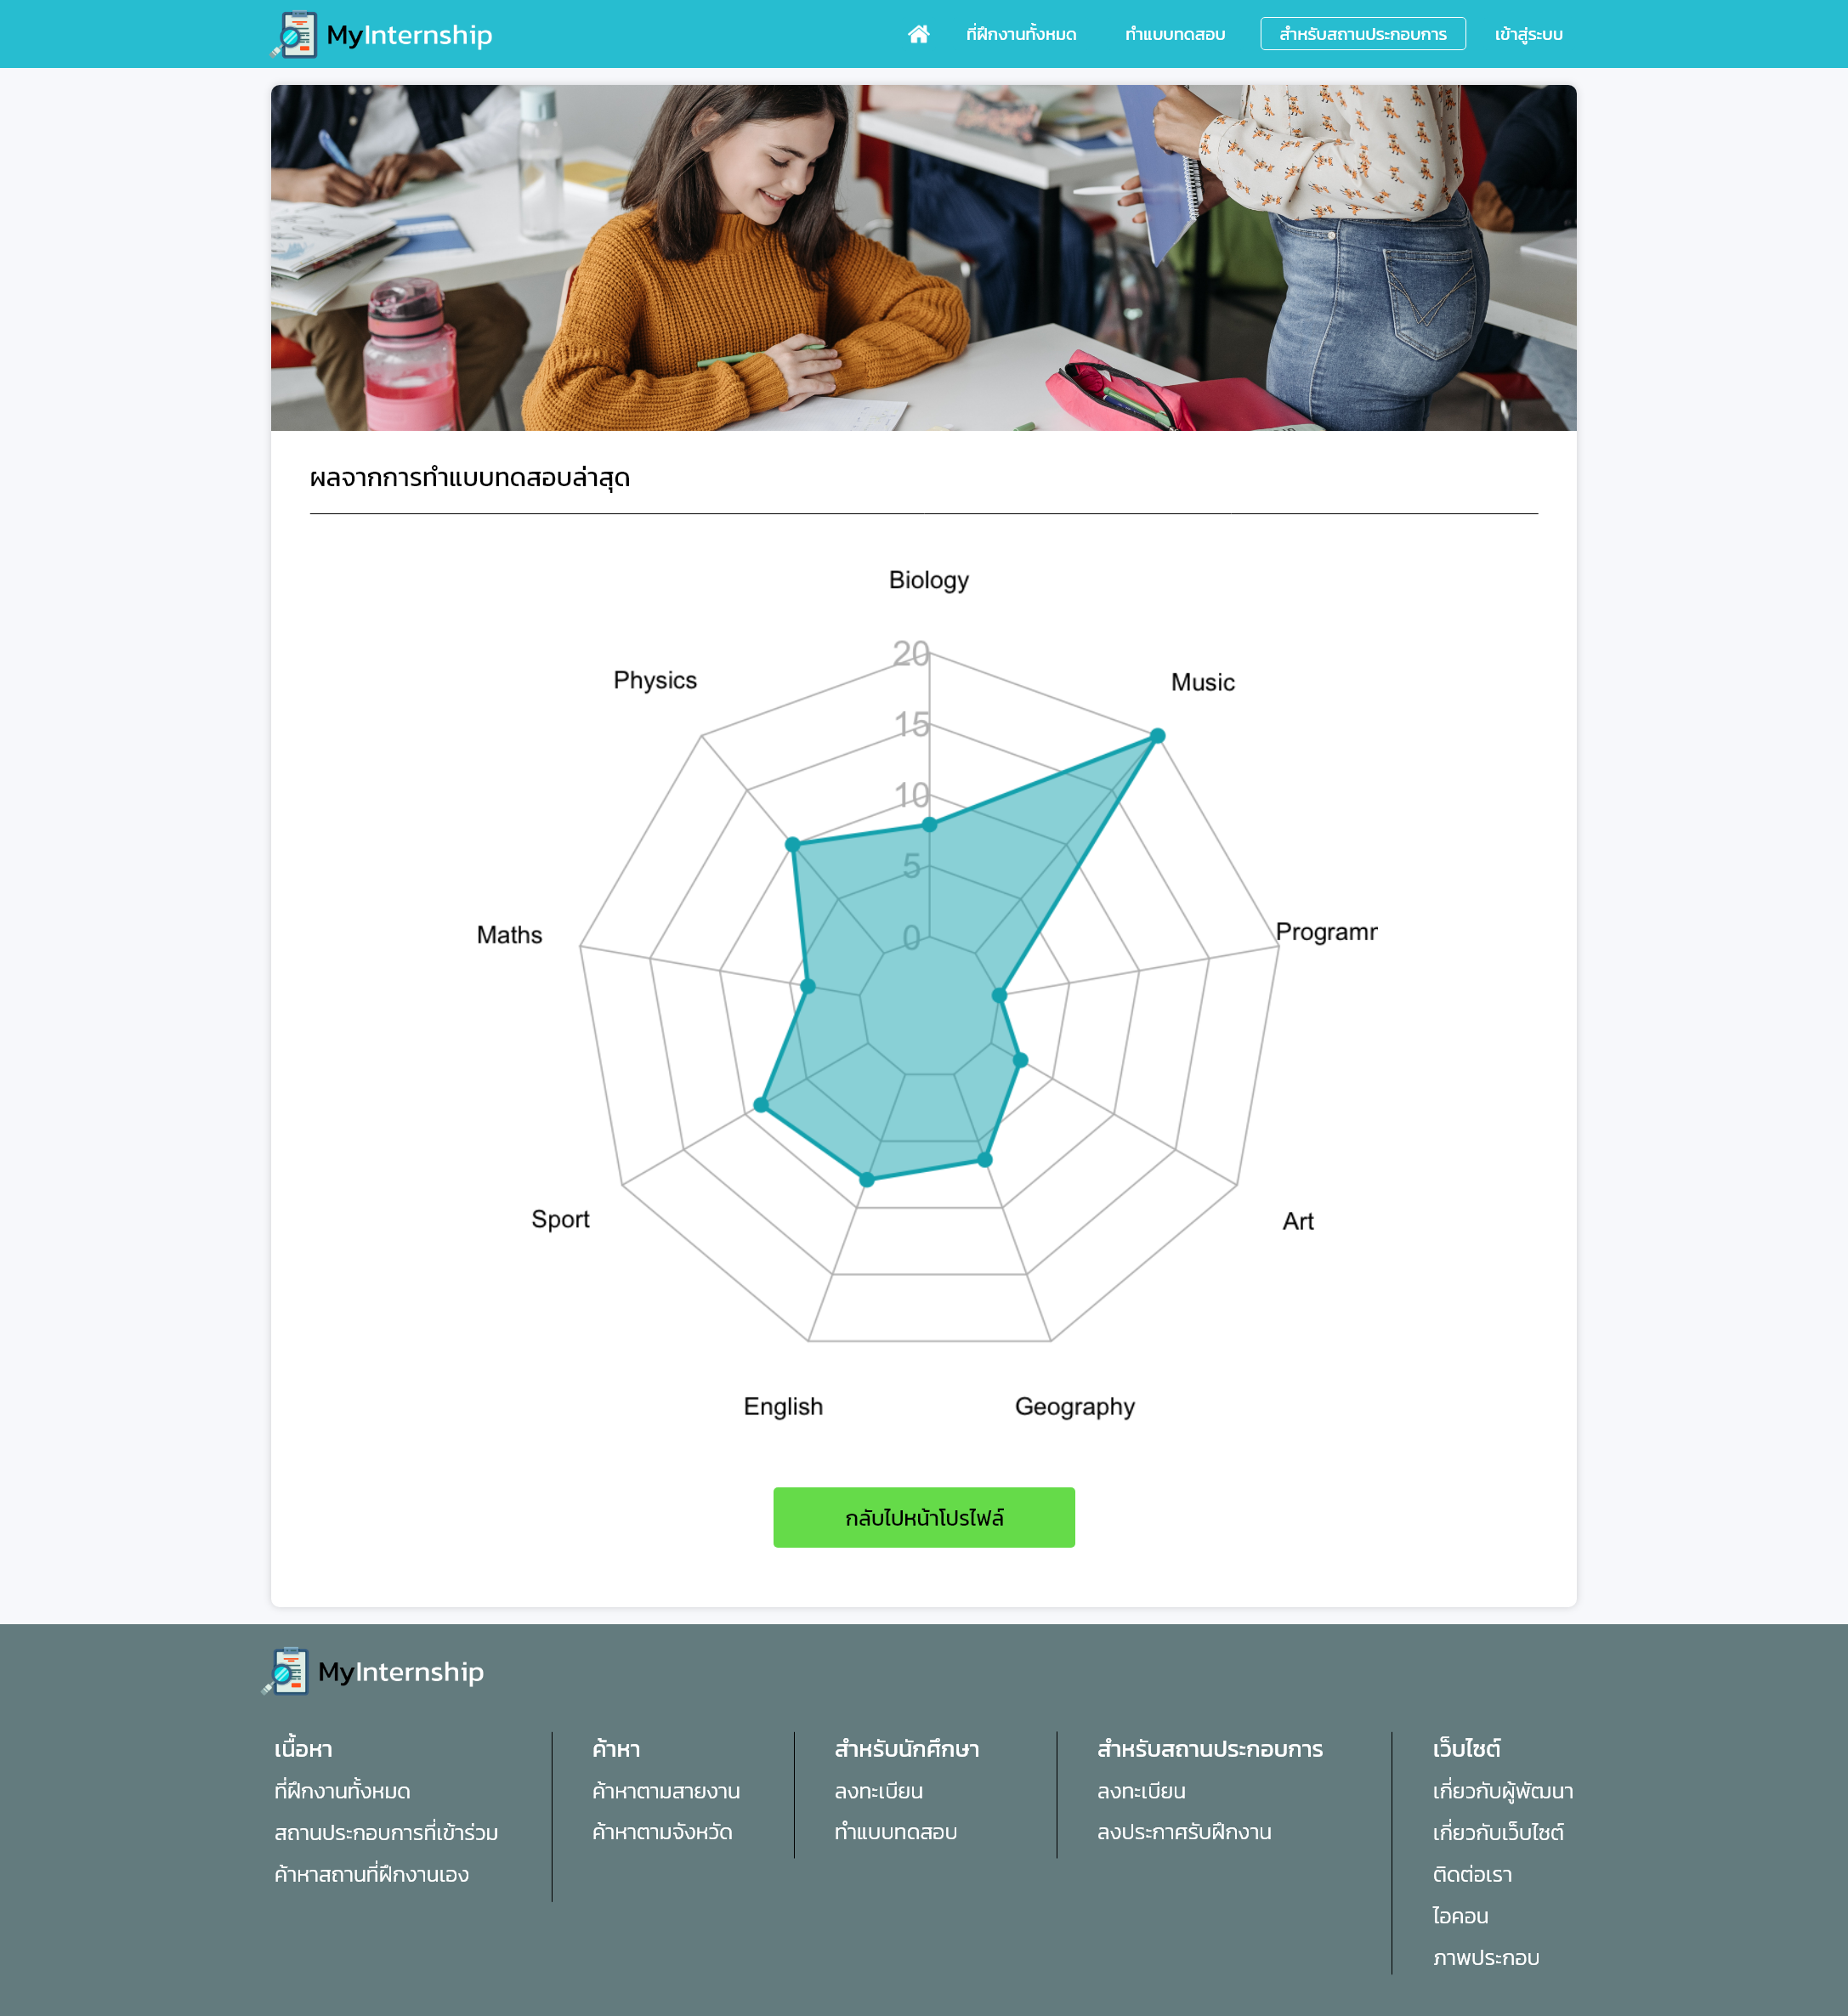 MyInternship
ที่ฝึกงานทั้งหมด
ทำแบบทดสอบ
สำหรับสถานประกอบการ
เข้าสู่ระบบ
ผลจากการทำแบบทดสอบล่าสุด
Biology
Physics
Music
Maths
Programr
Sport
Art
English
Geography
20
15
10
5
0
กลับไปหน้าโปรไฟล์
MyInternship
เนื้อหา
ที่ฝึกงานทั้งหมด
สถานประกอบการที่เข้าร่วม
ค้าหาสถานที่ฝึกงานเอง
ค้าหา
ค้าหาตามสายงาน
ค้าหาตามจังหวัด
สำหรับนักศึกษา
ลงทะเบียน
ทำแบบทดสอบ
สำหรับสถานประกอบการ
ลงทะเบียน
ลงประกาศรับฝึกงาน
เว็บไซต์
เกี่ยวกับผู้พัฒนา
เกี่ยวกับเว็บไซต์
ติดต่อเรา
ไอคอน
ภาพประกอบ